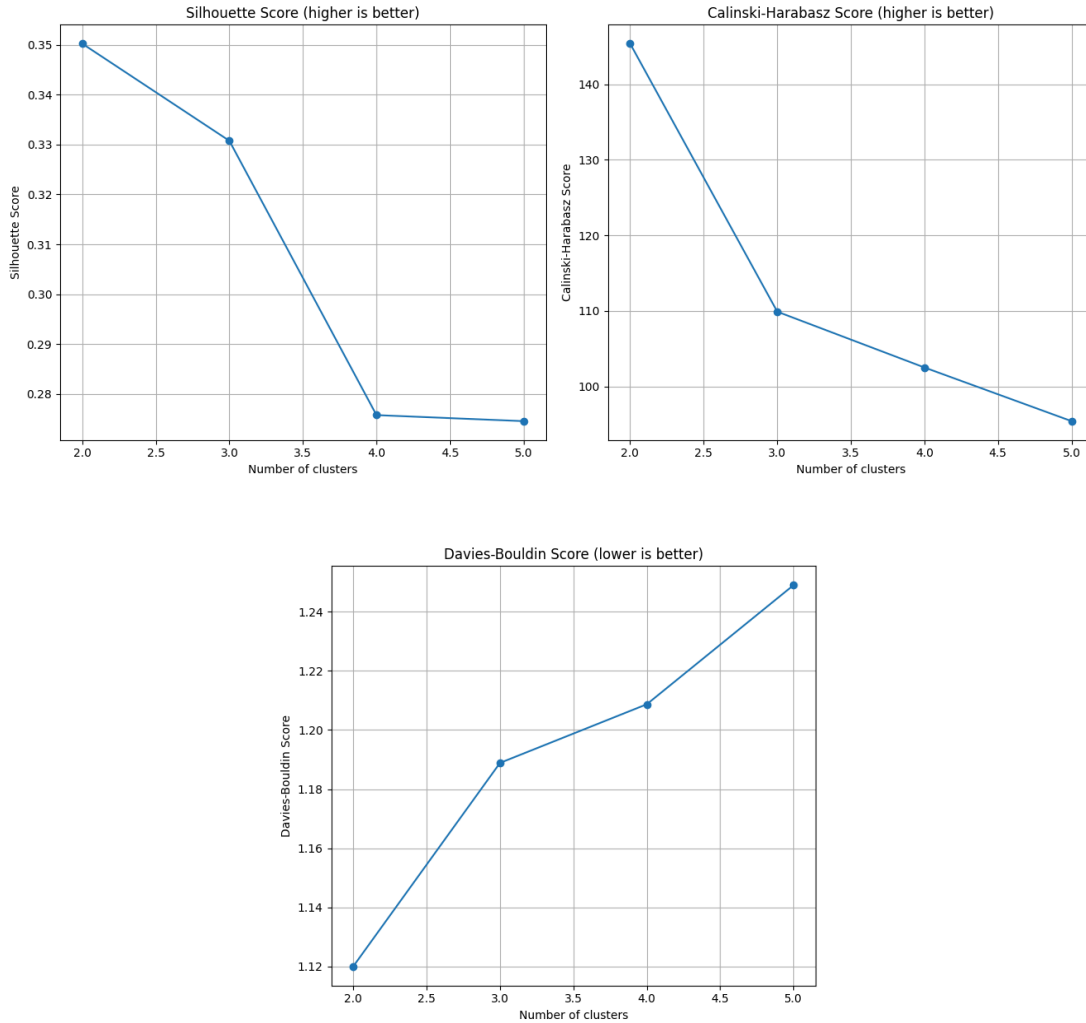 Silhouette Score (higher is better)
0.35
0.34
0.33
0.32
0.31
0.30
0.29
0.28
Silhouette Score
2.0 2.5 3.0 3.5 4.0 4.5 5.0
Number of clusters
Calinski-Harabasz Score (higher is better)
140
130
120
110
100
Calinski-Harabasz Score
2.0 2.5 3.0 3.5 4.0 4.5 5.0
Number of clusters
Davies-Bouldin Score (lower is better)
1.24
1.22
1.20
1.18
1.16
1.14
1.12
Davies-Bouldin Score
2.0 2.5 3.0 3.5 4.0 4.5 5.0
Number of clusters